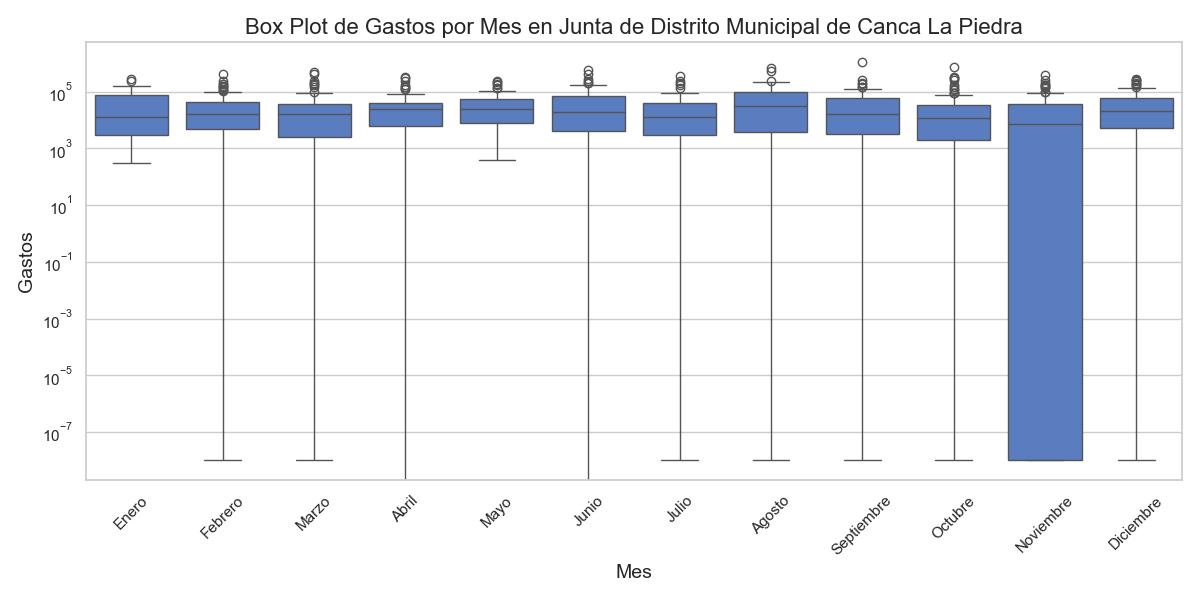 Box Plot de Gastos por Mes en Junta de Distrito Municipal de Canca La Piedra
Gastos
10^5
10^3
10^1
10^−1
10^−3
10^−5
10^−7
Enero
Febrero
Marzo
Abril
Mayo
Junio
Julio
Agosto
Septiembre
Octubre
Noviembre
Diciembre
Mes